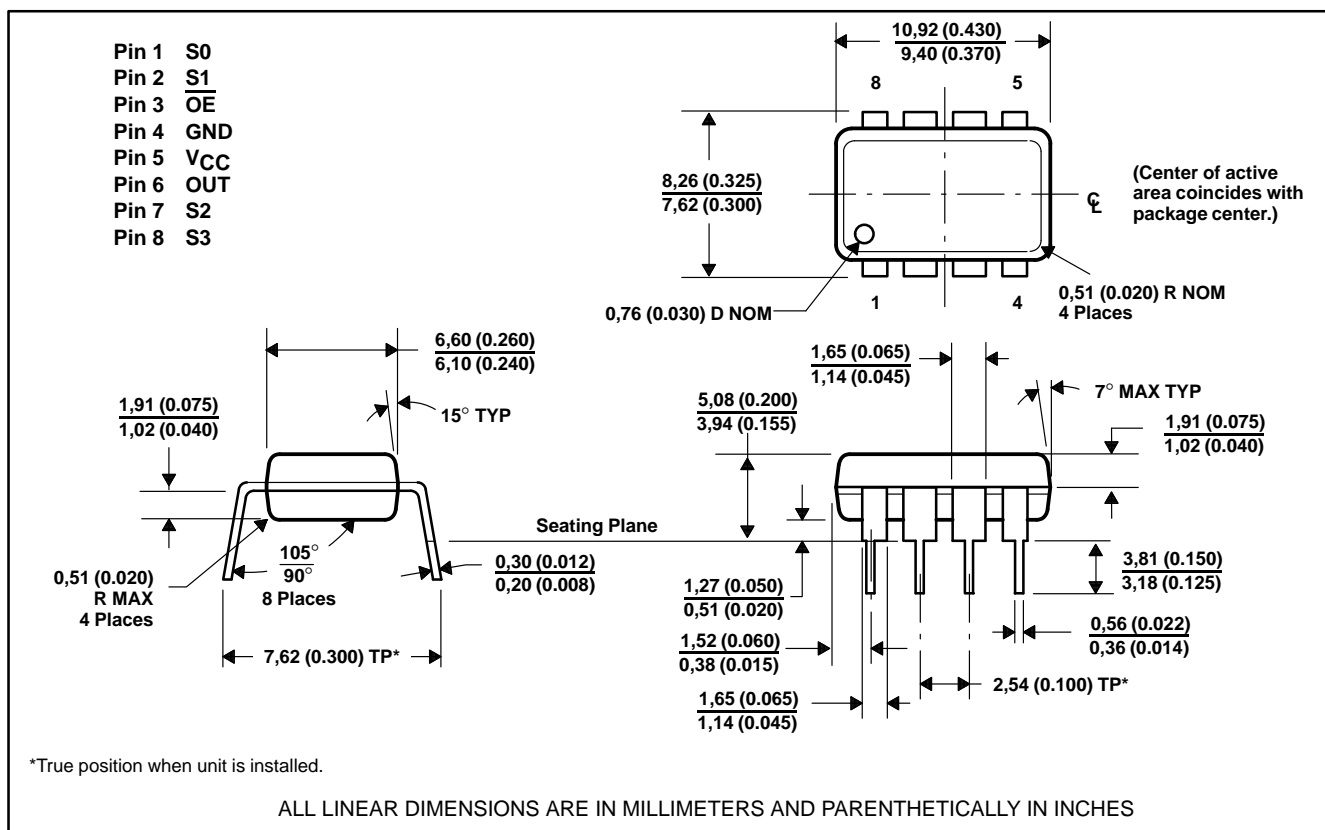 Pin 1 S0
Pin 2 S1
Pin 3 OE
Pin 4 GND
Pin 5 VCC
Pin 6 OUT
Pin 7 S2
Pin 8 S3
10,92 (0.430)
9,40 (0.370)
8
5
8,26 (0.325)
7,62 (0.300)
(Center of active
area coincides with
package center.)
℄
0,76 (0.030) D NOM
1
4
0,51 (0.020) R NOM
4 Places
6,60 (0.260)
6,10 (0.240)
15° TYP
1,91 (0.075)
1,02 (0.040)
105°
90°
8 Places
0,51 (0.020)
R MAX
4 Places
0,30 (0.012)
0,20 (0.008)
7,62 (0.300) TP*
Seating Plane
1,65 (0.065)
1,14 (0.045)
7° MAX TYP
5,08 (0.200)
3,94 (0.155)
1,91 (0.075)
1,02 (0.040)
1,27 (0.050)
0,51 (0.020)
3,81 (0.150)
3,18 (0.125)
1,52 (0.060)
0,38 (0.015)
0,56 (0.022)
0,36 (0.014)
2,54 (0.100) TP*
1,65 (0.065)
1,14 (0.045)
*True position when unit is installed.
ALL LINEAR DIMENSIONS ARE IN MILLIMETERS AND PARENTHETICALLY IN INCHES